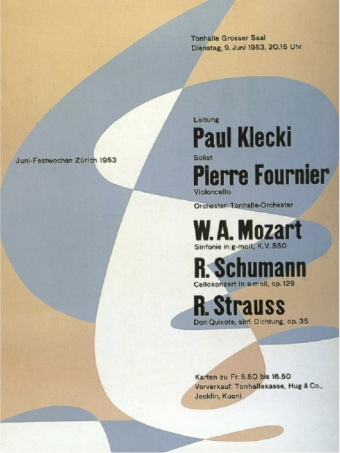 Tonhalle Grosser Saal
Dienstag, 9. Juni 1953, 20.15 Uhr
Leitung
Paul Klecki
Solist
Juni-Festwochen Zürich 1953
Pierre Fournier
Violoncello
Orchester: Tonhalle-Orchester
W. A. Mozart
Sinfonie in g-moll, K.V. 550
R. Schumann
Cellokonzert in a-moll, op. 129
R. Strauss
Don Quixote, sinf. Dichtung, op. 35
Karten zu Fr. 5.50 bis 16.50
Vorverkauf: Tonhallekasse, Hug & Co.,
Jecklin, Kuoni